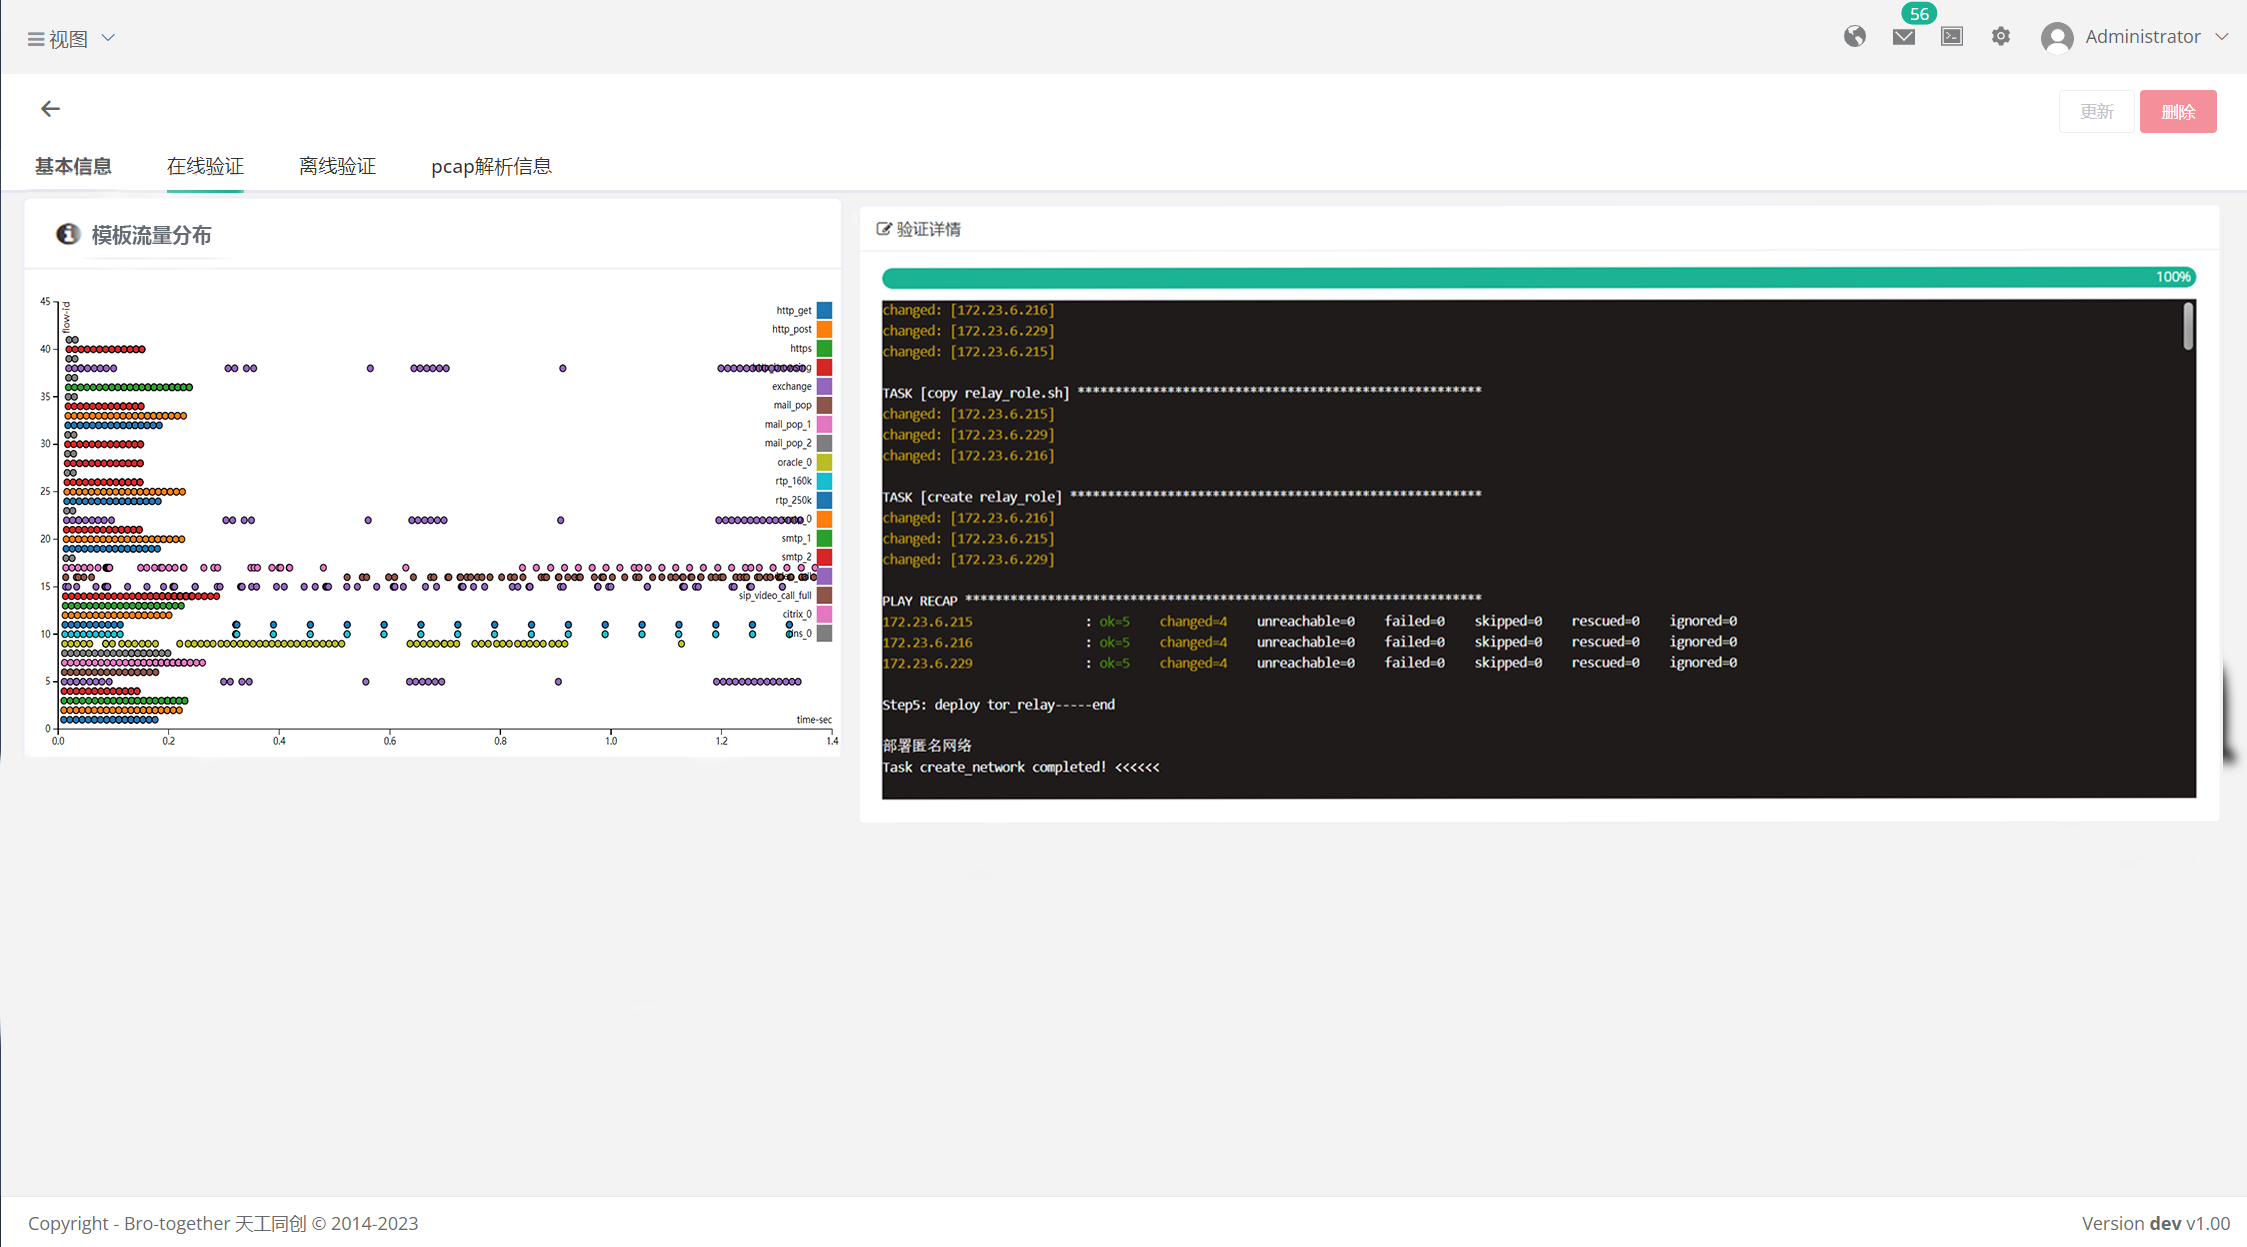 视图
56
Administrator
更新
删除
基本信息
在线验证
离线验证
pcap解析信息
模板流量分布
flow-id
45
40
35
30
25
20
15
10
5
0
0.0
0.2
0.4
0.6
0.8
1.0
1.2
1.4
time-sec
http_get
http_post
https
exchange
mail_pop
mail_pop_1
mail_pop_2
oracle_0
rtp_160k
rtp_250k
smtp_1
smtp_2
sip_video_call_full
citrix_0
验证详情
100%
changed: [172.23.6.216]
changed: [172.23.6.229]
changed: [172.23.6.215]
TASK [copy relay_role.sh] ******************************************************
changed: [172.23.6.215]
changed: [172.23.6.229]
changed: [172.23.6.216]
TASK [create relay_role] *******************************************************
changed: [172.23.6.216]
changed: [172.23.6.215]
changed: [172.23.6.229]
PLAY RECAP *********************************************************************
172.23.6.215 : ok=5 changed=4 unreachable=0 failed=0 skipped=0 rescued=0 ignored=0
172.23.6.216 : ok=5 changed=4 unreachable=0 failed=0 skipped=0 rescued=0 ignored=0
172.23.6.229 : ok=5 changed=4 unreachable=0 failed=0 skipped=0 rescued=0 ignored=0
Step5: deploy tor_relay-----end
部署匿名网络
Task create_network completed! <<<<<<
Copyright - Bro-together 天工同创 © 2014-2023
Version dev v1.00